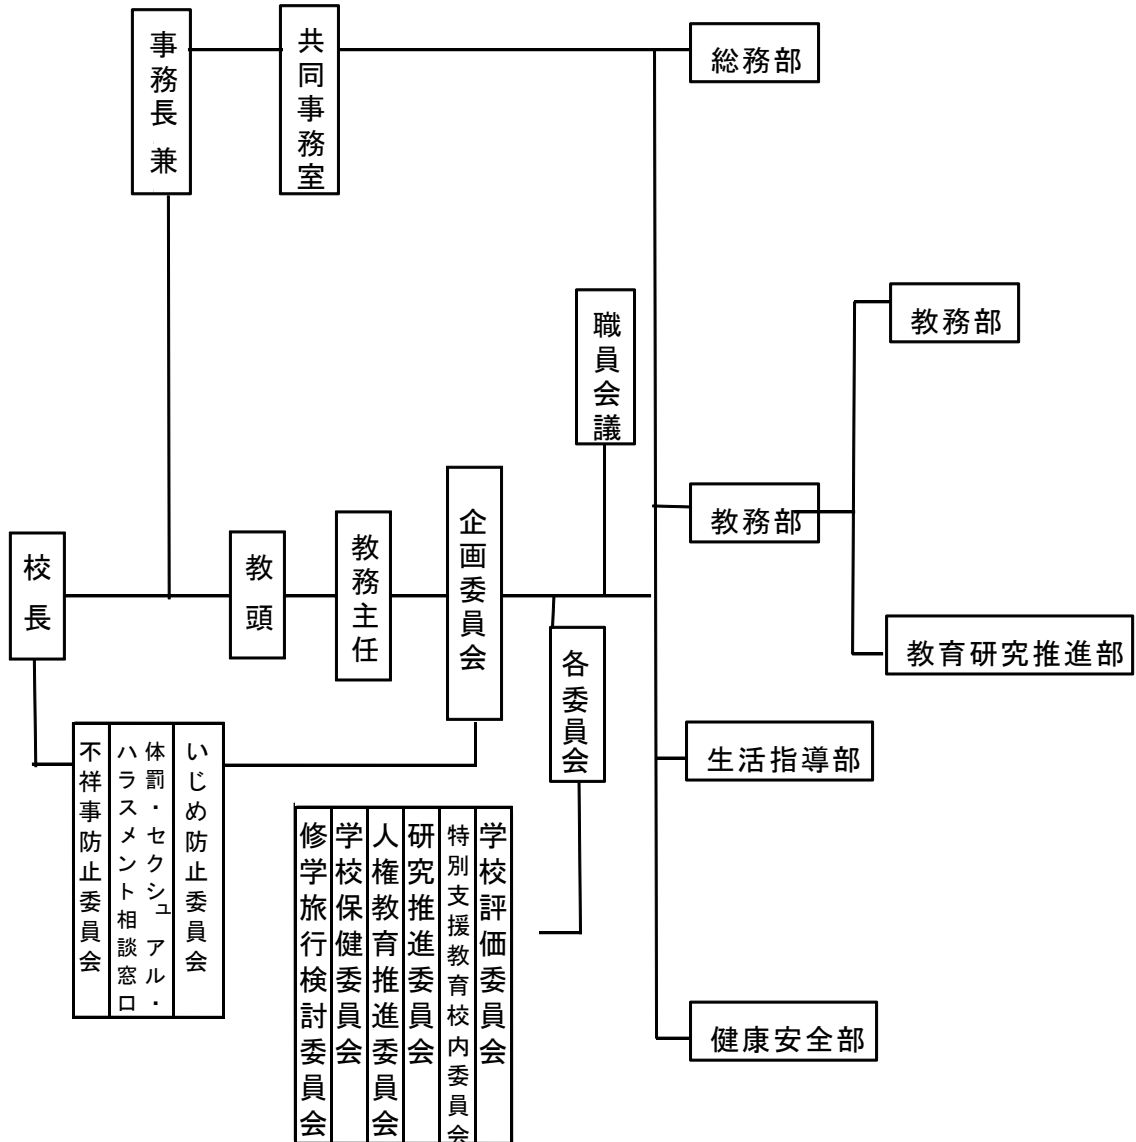 事務長兼
共同事務室
総務部
職員会議
教務部
校長
教頭
教務主任
企画委員会
教務部
各委員会
教育研究推進部
生活指導部
いじめ防止委員会
体罰・セクシュアル・
ハラスメント相談窓口
不祥事防止委員会
学校評価委員会
特別支援教育校内委員会
研究推進委員会
人権教育推進委員会
学校保健委員会
修学旅行検討委員会
健康安全部